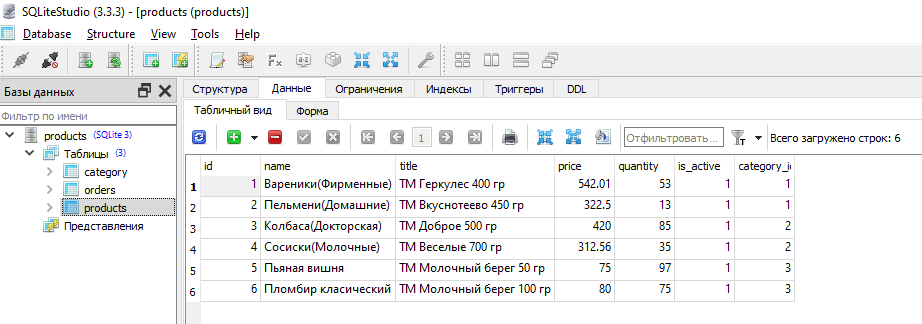 SQLiteStudio (3.3.3) - [products (products)]
Database Structure View Tools Help
Базы данных
Фильтр по имени
products (SQLite 3)
Таблицы (3)
category
orders
products
Представления
Структура Данные Ограничения Индексы Триггеры DDL
Табличный вид Форма
1 Отфильтровать... Всего загружено строк: 6
id name title price quantity is_active category_i
1 1 Вареники(Фирменные) ТМ Геркулес 400 гр 542.01 53 1 1
2 2 Пельмени(Домашние) ТМ Вкуснотеево 450 гр 322.5 13 1 1
3 3 Колбаса(Докторская) ТМ Доброе 500 гр 420 85 1 2
4 4 Сосиски(Молочные) ТМ Веселые 700 гр 312.56 35 1 2
5 5 Пьяная вишня ТМ Молочный берег 50 гр 75 97 1 3
6 6 Пломбир класический ТМ Молочный берег 100 гр 80 75 1 3